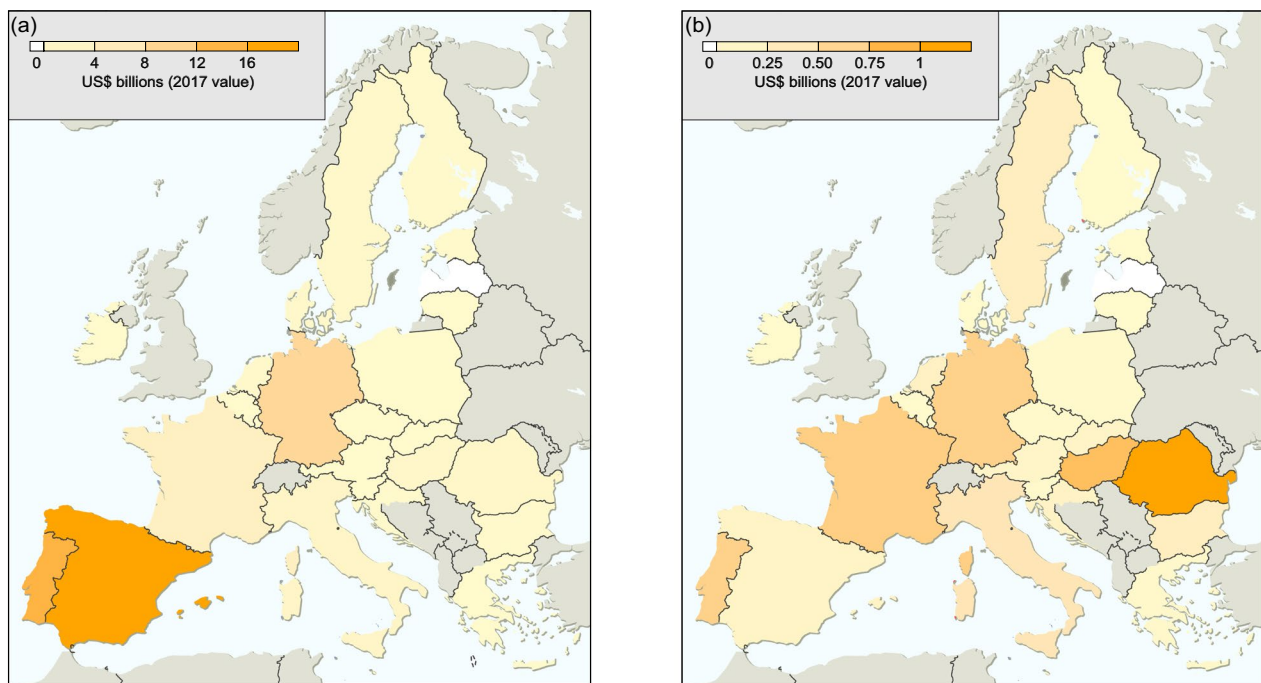 (a)
0 4 8 12 16
US$ billions (2017 value)
(b)
0 0.25 0.50 0.75 1
US$ billions (2017 value)